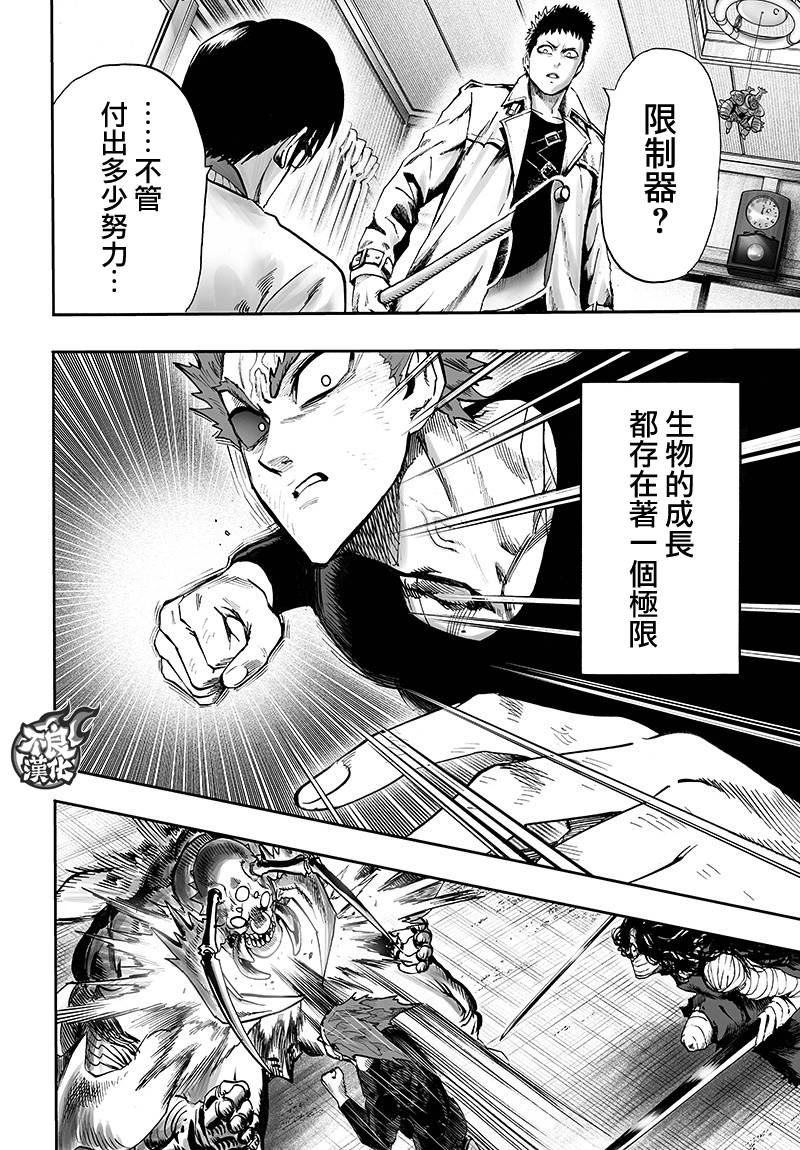 限制器？
……不管
付出多少努力…
生物的成長
都存在著一個極限
大良
漢化